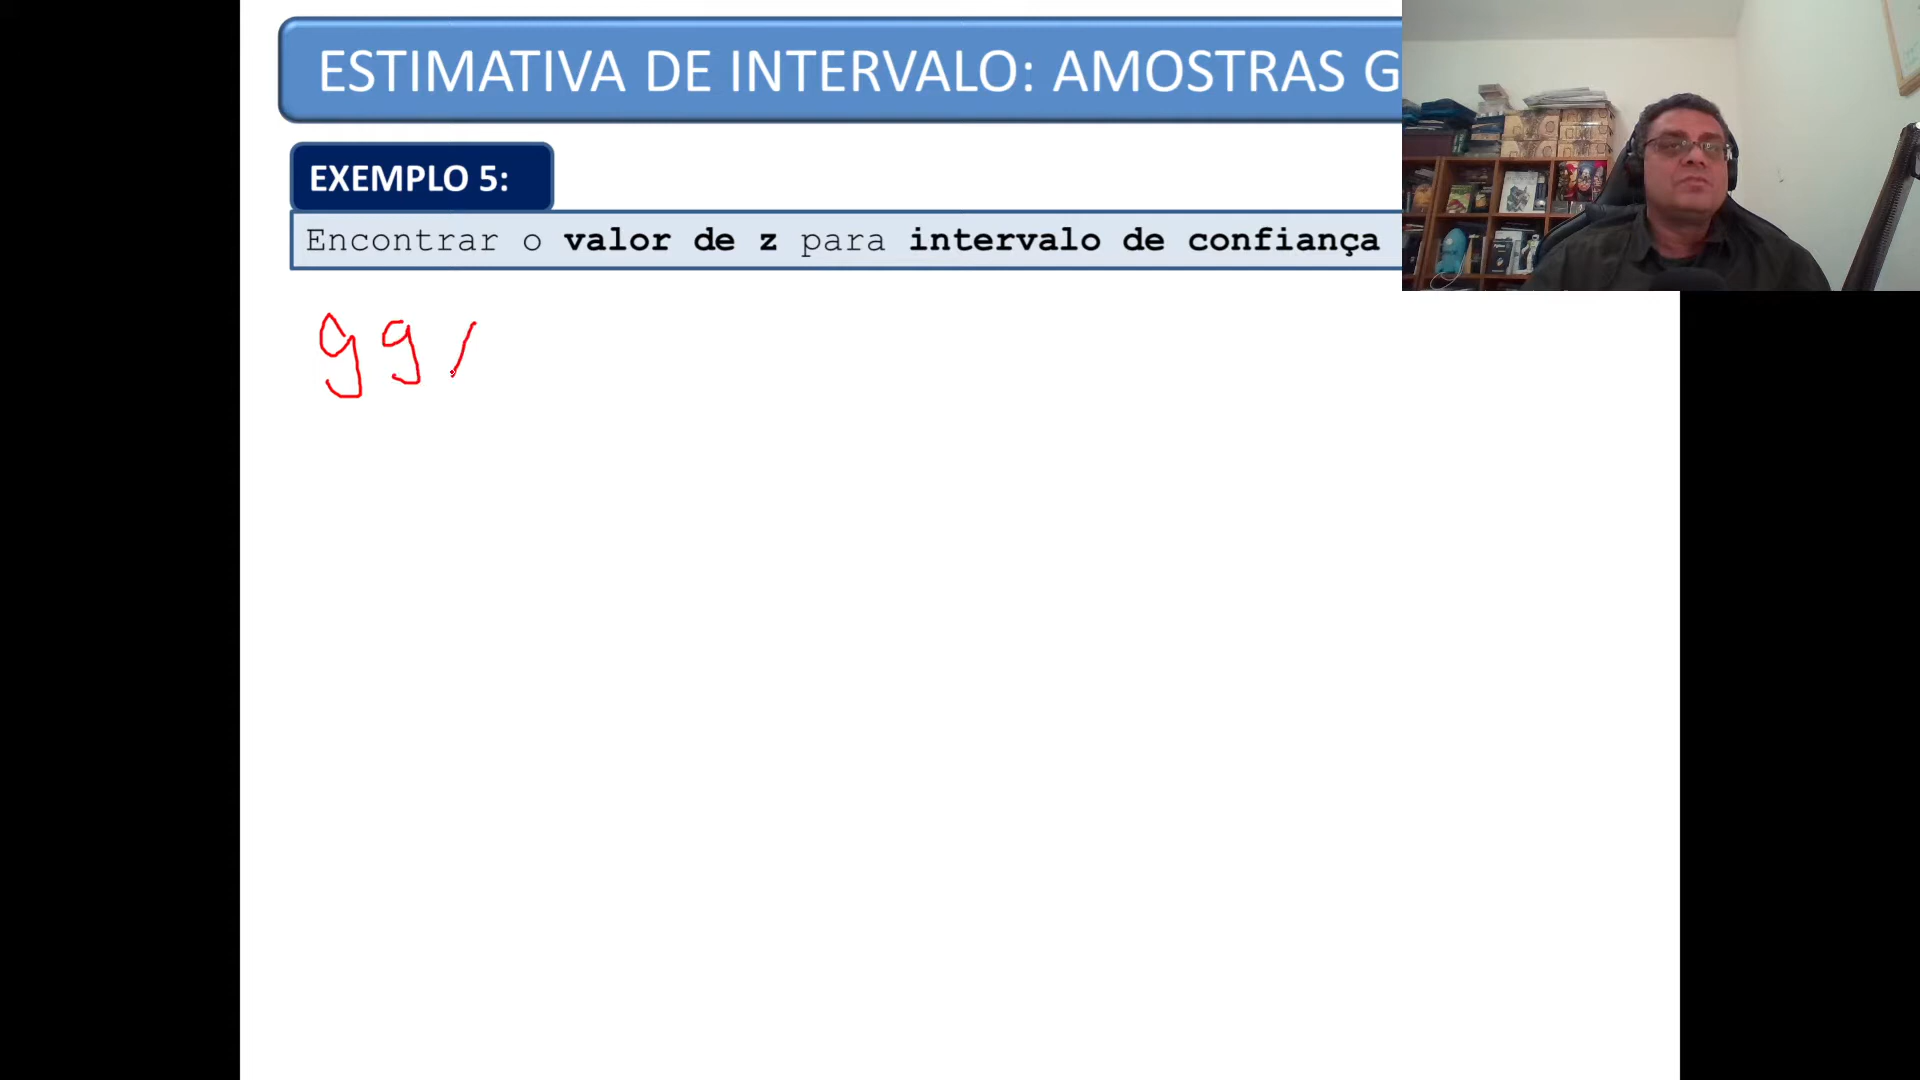 ESTIMATIVA DE INTERVALO: AMOSTRAS G
EXEMPLO 5:
Encontrar o valor de z para intervalo de confiança
99/